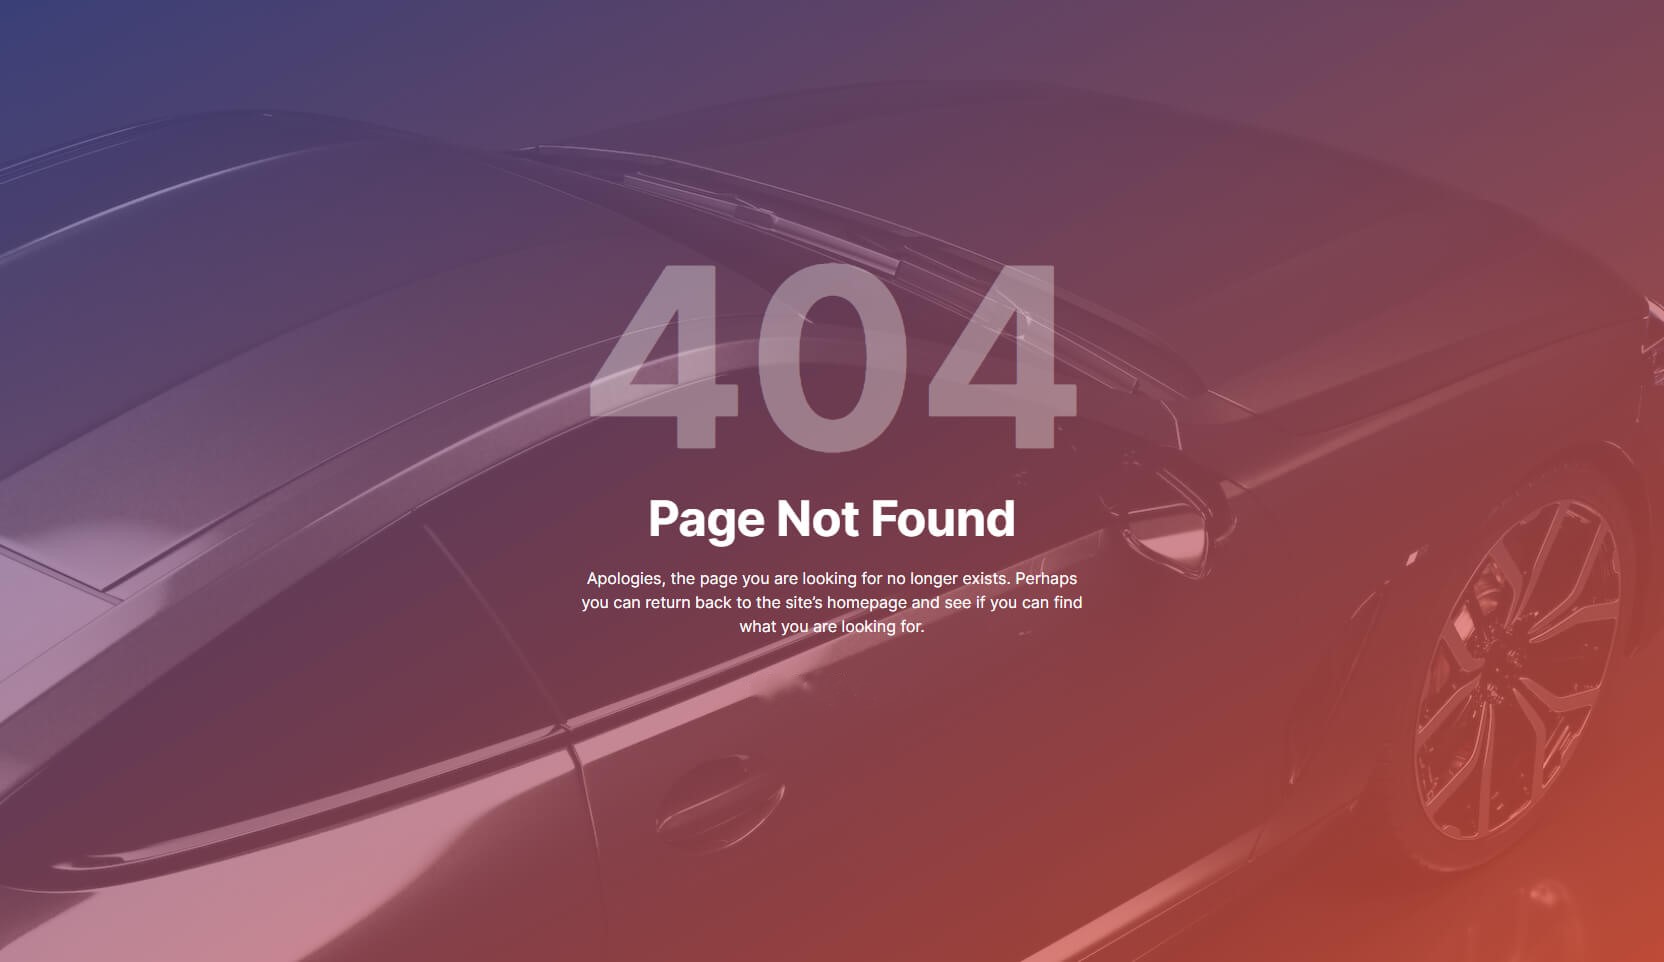 404
Page Not Found
Apologies, the page you are looking for no longer exists. Perhaps
you can return back to the site’s homepage and see if you can find
what you are looking for.